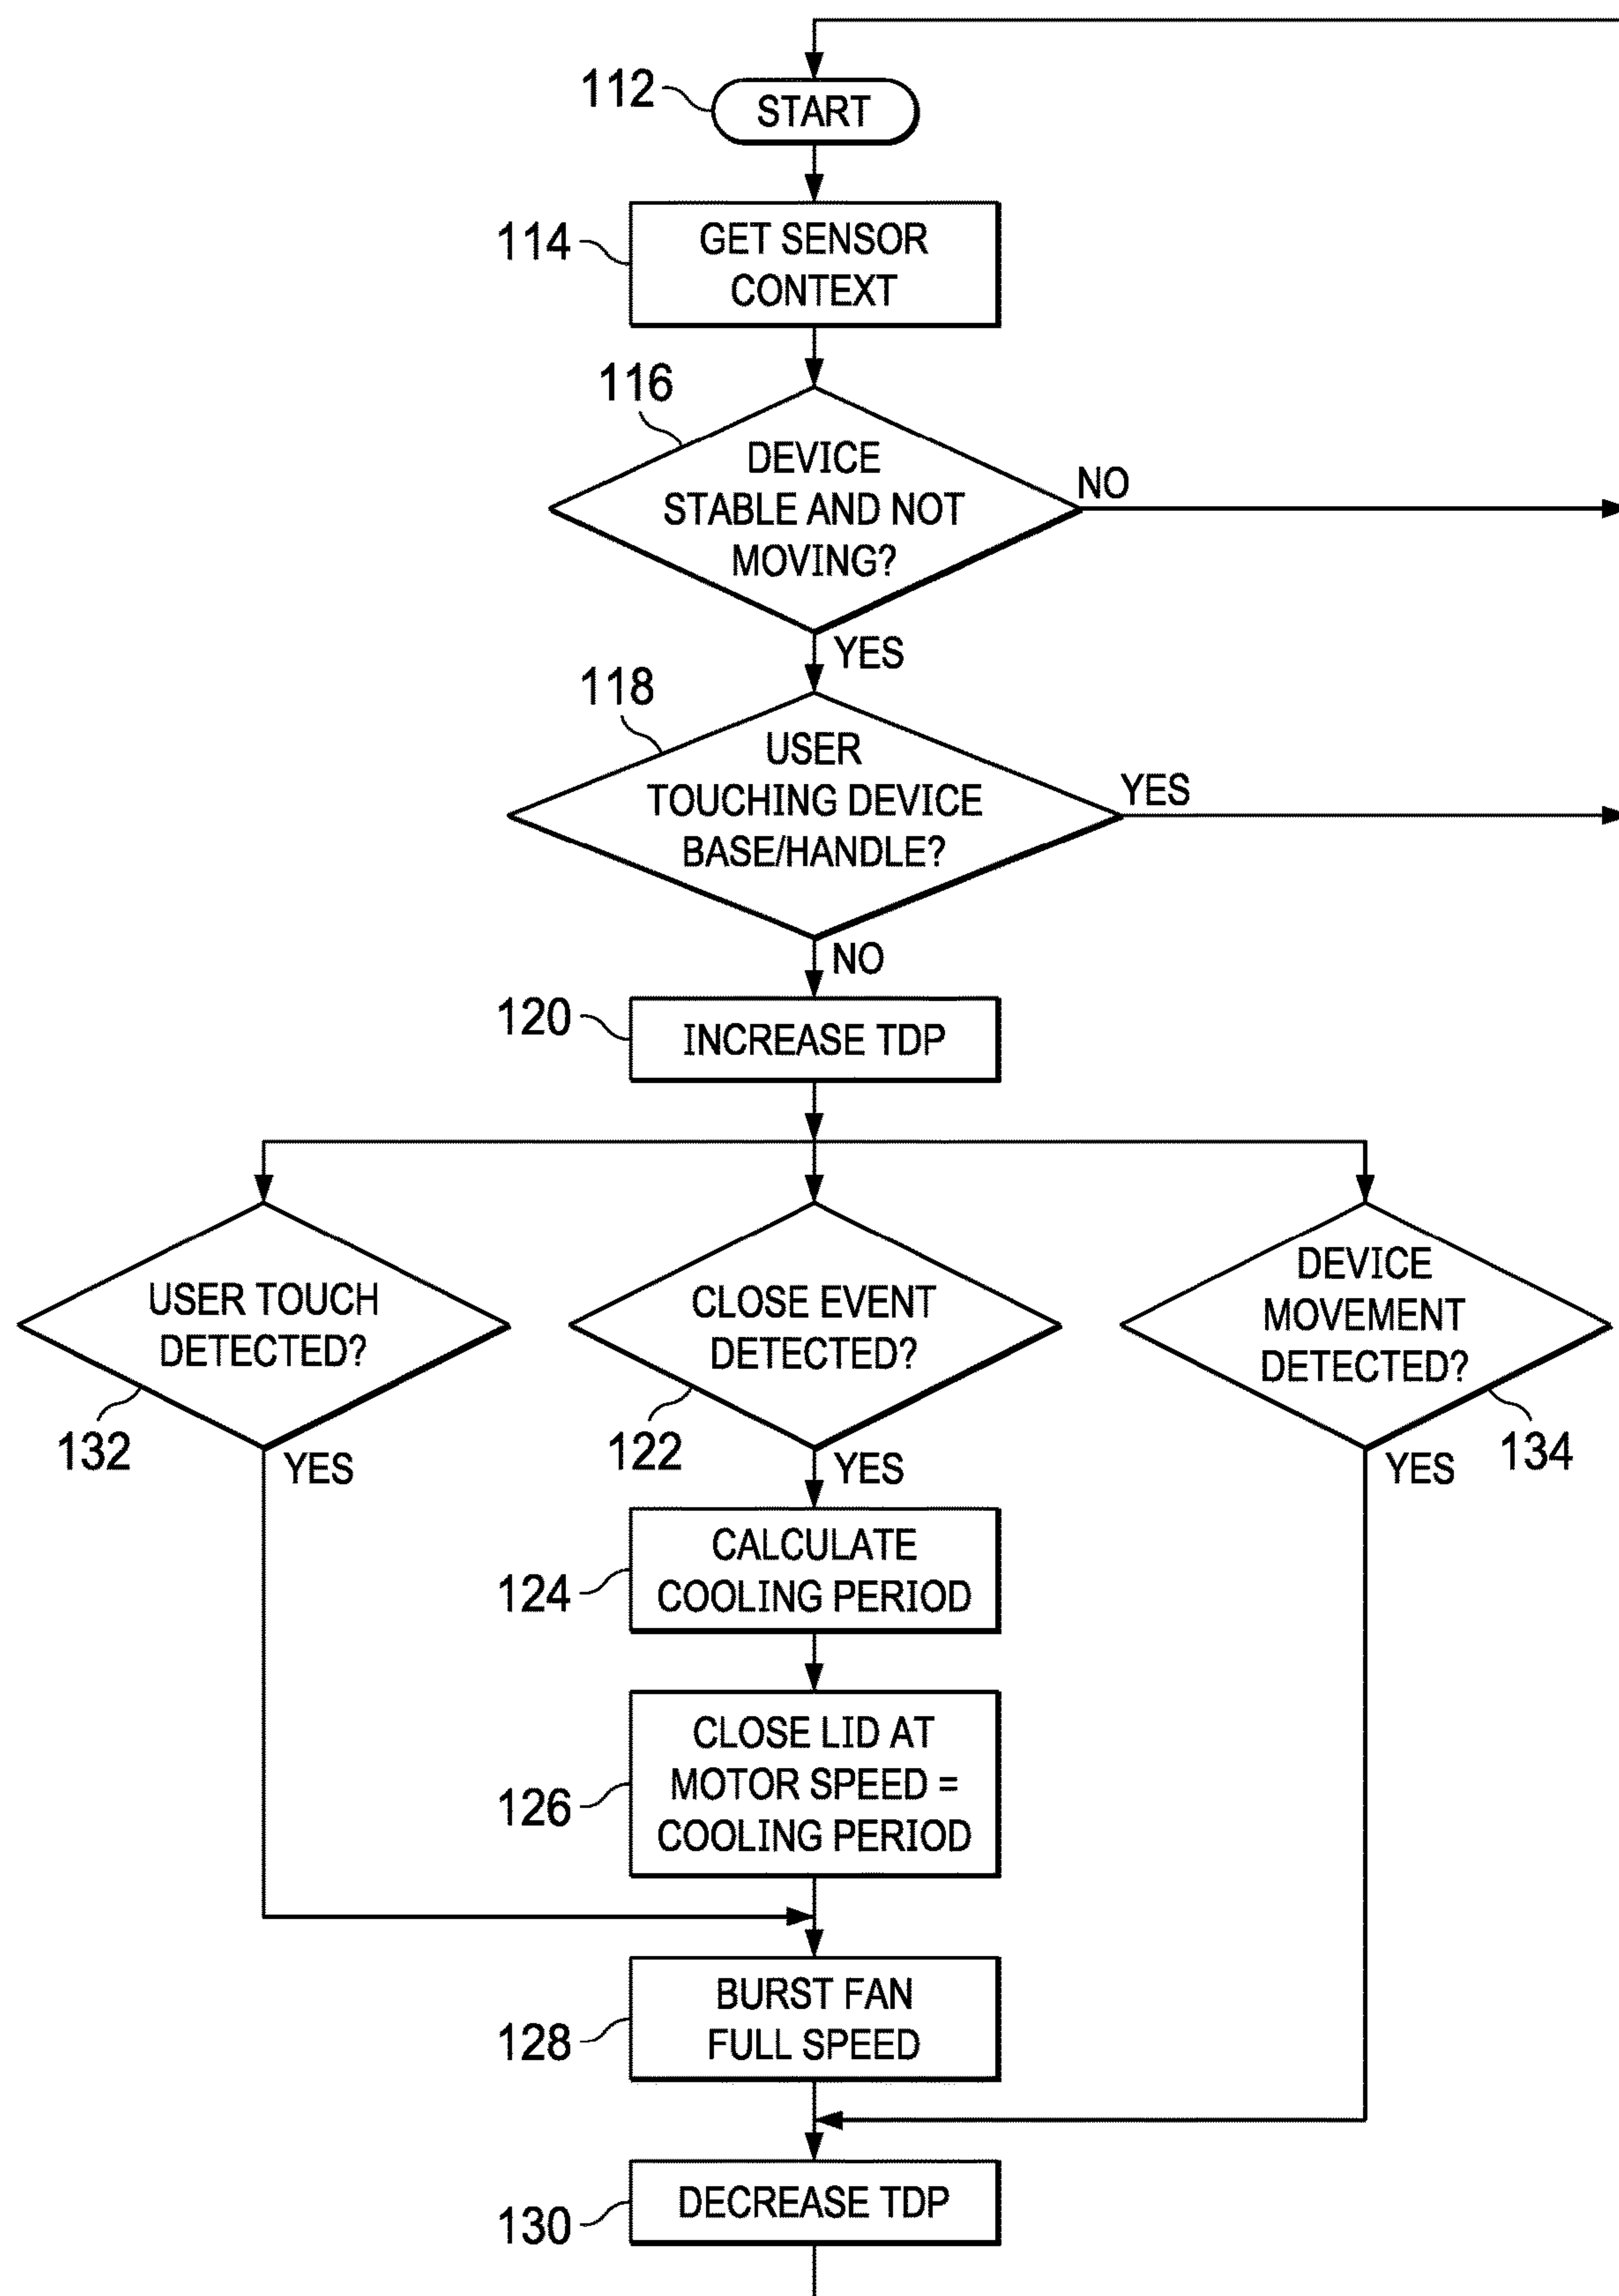 112
START
114
GET SENSOR
CONTEXT
116
DEVICE
STABLE AND NOT
MOVING?
NO
YES
118
USER
TOUCHING DEVICE
BASE/HANDLE?
YES
NO
120
INCREASE TDP
USER TOUCH
DETECTED?
132
YES
CLOSE EVENT
DETECTED?
122
YES
DEVICE
MOVEMENT
DETECTED?
134
YES
124
CALCULATE
COOLING PERIOD
126
CLOSE LID AT
MOTOR SPEED =
COOLING PERIOD
128
BURST FAN
FULL SPEED
130
DECREASE TDP